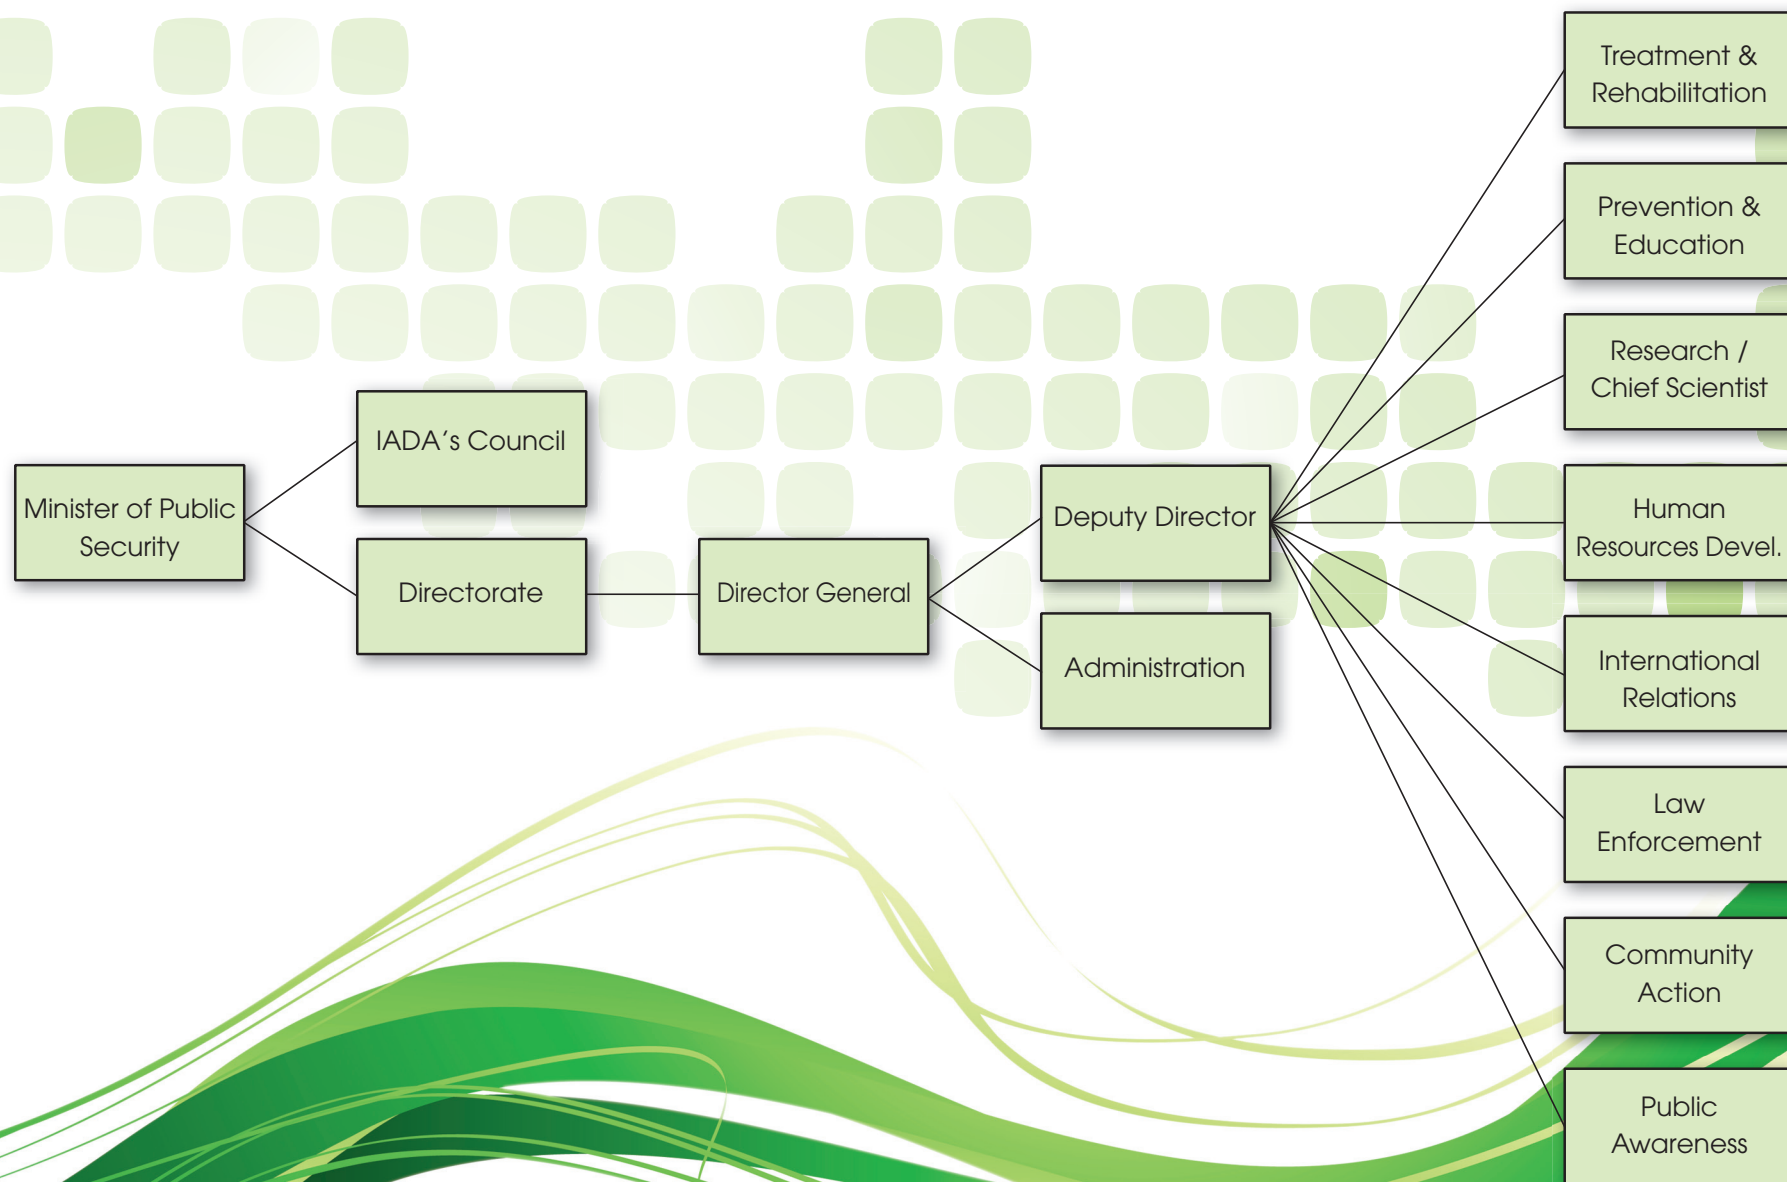 Minister of Public
Security
IADA's Council
Directorate
Director General
Deputy Director
Administration
Treatment &
Rehabilitation
Prevention &
Education
Research /
Chief Scientist
Human
Resources Devel.
International
Relations
Law
Enforcement
Community
Action
Public
Awareness